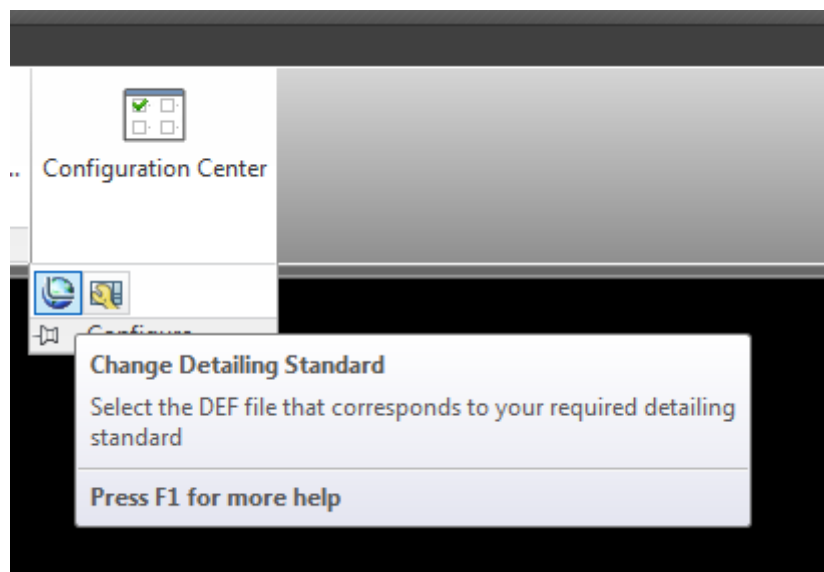 ..
Configuration Center
Configure
Change Detailing Standard
Select the DEF file that corresponds to your required detailing
standard
Press F1 for more help